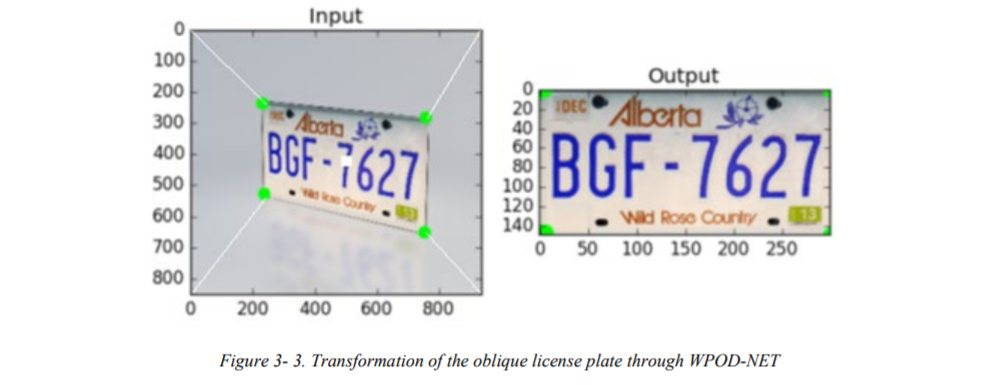 Input
0
100
200
300
400
500
600
700
800
0 200 400 600 800
DEC Alberta
BGF-7627
Wild Rose Country 13
Output
0
20
40
60
80
100
120
140
0 50 100 150 200 250
DEC Alberta
BGF-7627
Wild Rose Country 13
Figure 3- 3. Transformation of the oblique license plate through WPOD-NET